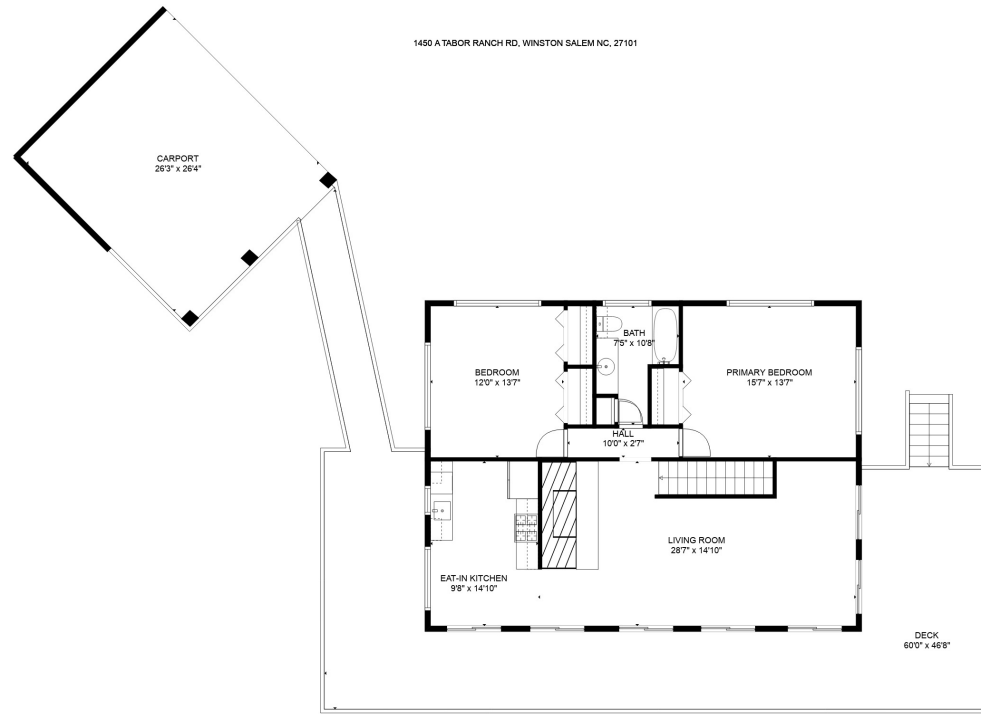 1450 A TABOR RANCH RD, WINSTON SALEM NC, 27101
CARPORT
26'3" x 26'4"
BATH
7'5" x 10'8"
BEDROOM
12'0" x 13'7"
PRIMARY BEDROOM
15'7" x 13'7"
HALL
10'0" x 2'7"
LIVING ROOM
28'7" x 14'10"
EAT-IN KITCHEN
9'8" x 14'10"
DECK
60'0" x 46'8"